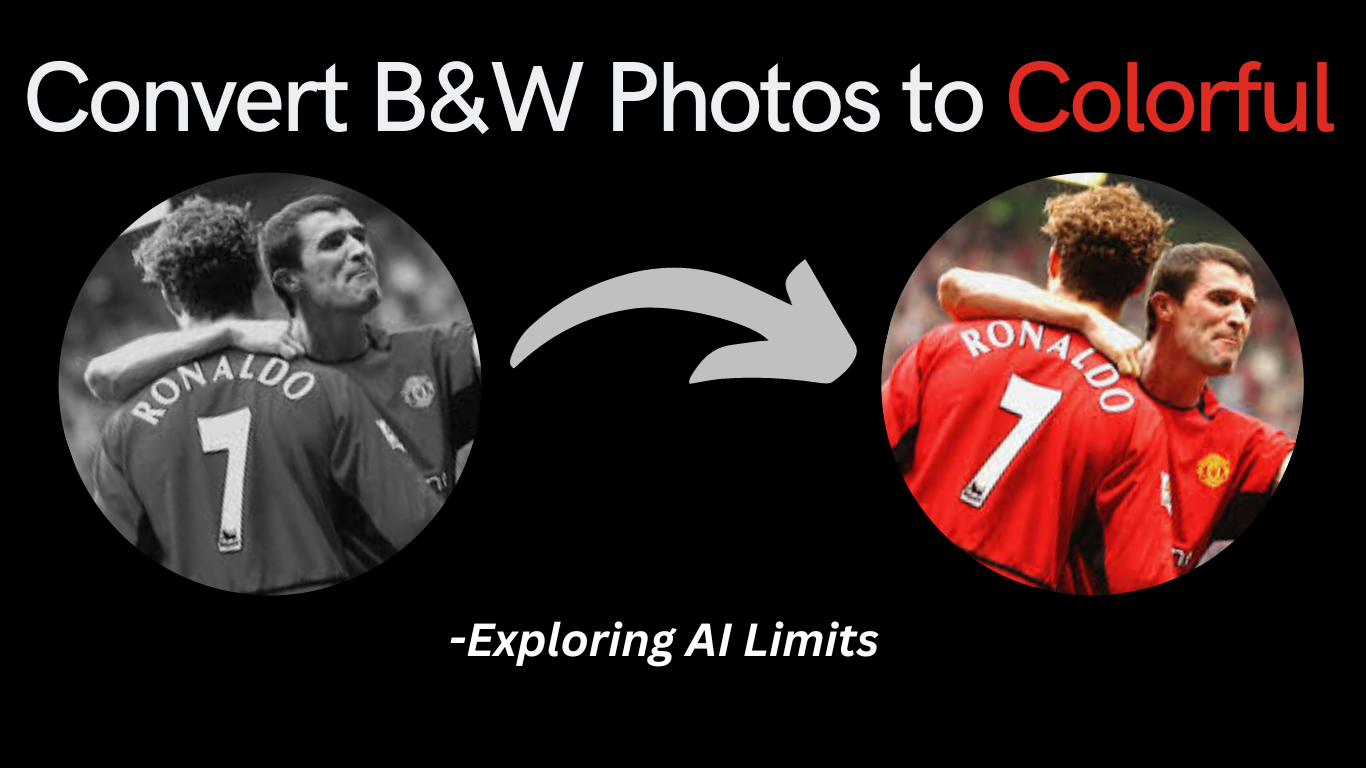 Convert B&W Photos to Colorful
RONALDO
7
RONALDO
7
-Exploring AI Limits